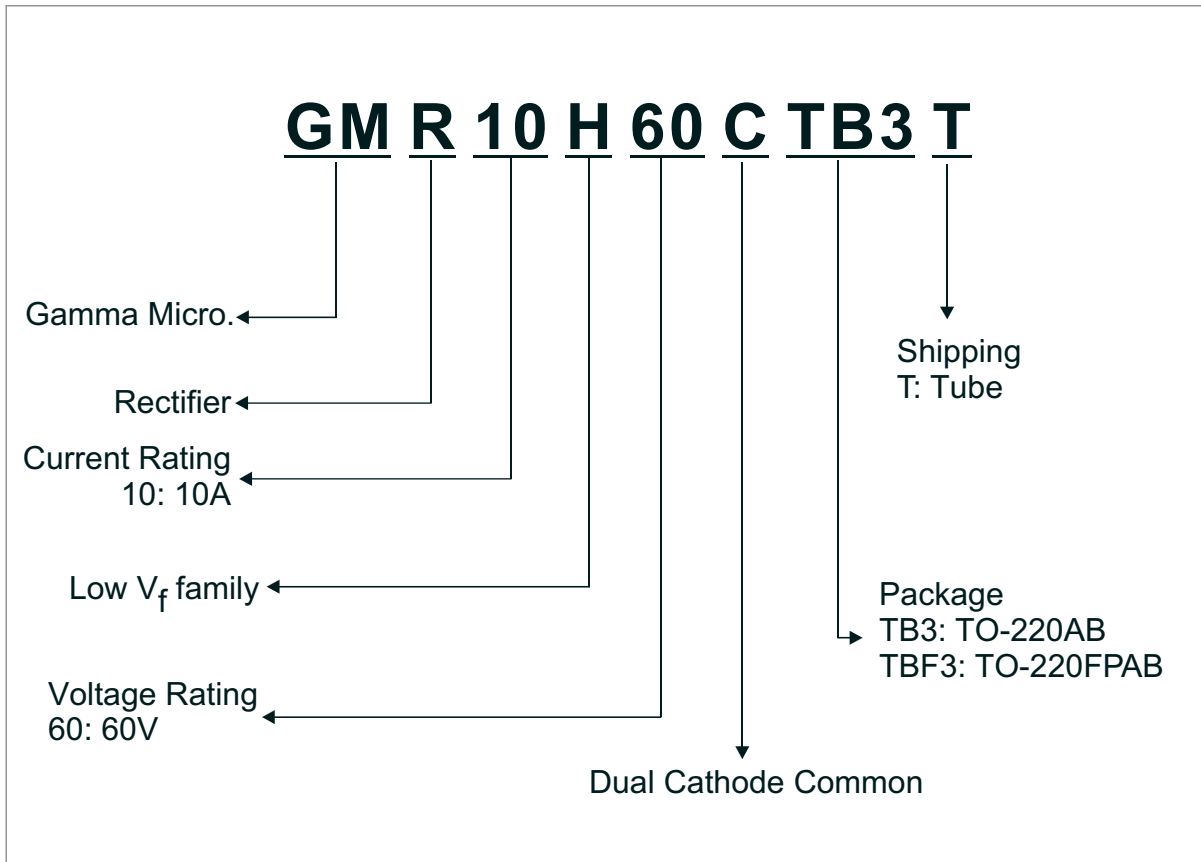 GM R 10 H 60 C TB3 T
Gamma Micro.
Rectifier
Current Rating
10: 10A
Low Vf family
Voltage Rating
60: 60V
Dual Cathode Common
Package
TB3: TO-220AB
TBF3: TO-220FPAB
Shipping
T: Tube